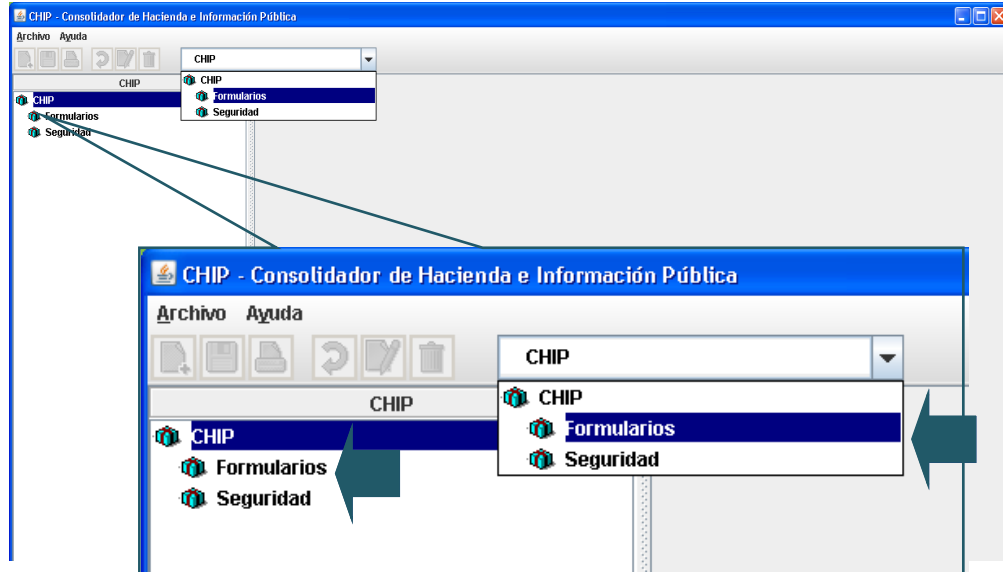 CHIP - Consolidador de Hacienda e Información Pública
Archivo Ayuda
CHIP
CHIP
CHIP
Formularios
Seguridad
CHIP
Formularios
Seguridad
CHIP - Consolidador de Hacienda e Información Pública
Archivo Ayuda
CHIP
CHIP
CHIP
Formularios
Seguridad
CHIP
Formularios
Seguridad